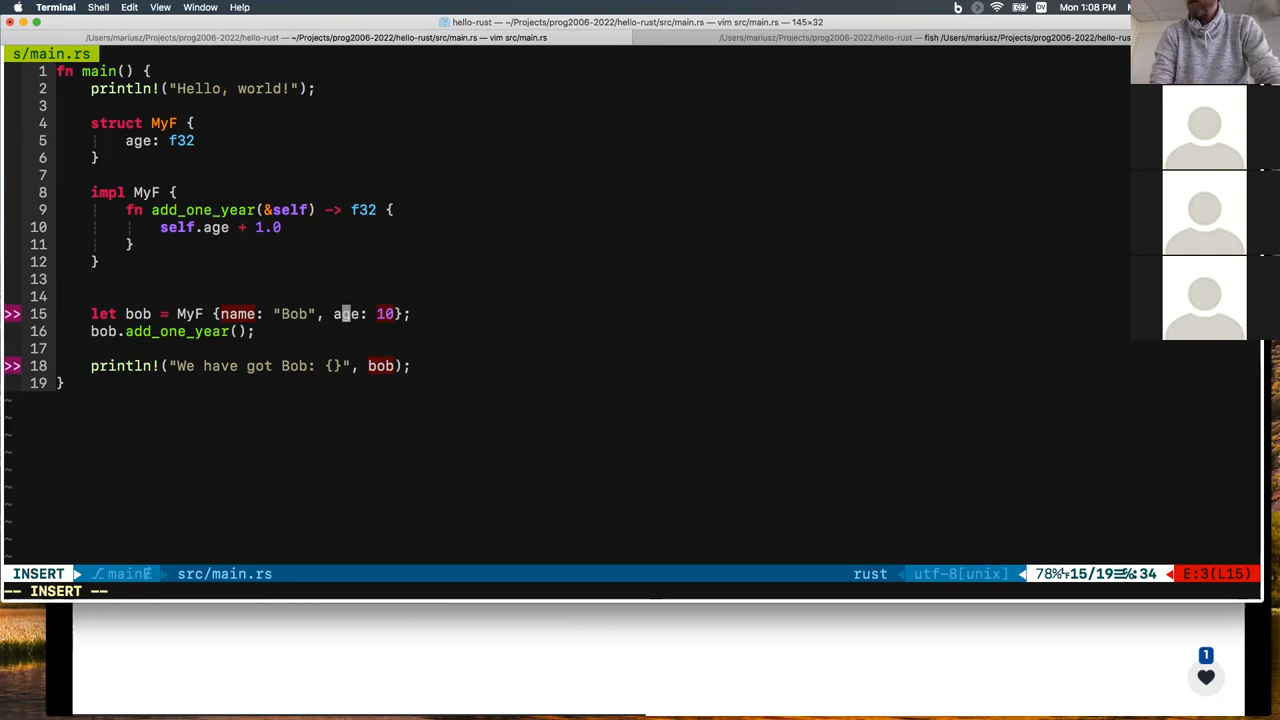 Terminal Shell Edit View Window Help
DV Mon 1:08 PM
hello-rust — ~/Projects/prog2006-2022/hello-rust/src/main.rs — vim src/main.rs — 145×32
/Users/mariusz/Projects/prog2006-2022/hello-rust — ~/Projects/prog2006-2022/hello-rust/src/main.rs — vim src/main.rs
/Users/mariusz/Projects/prog2006-2022/hello-rust — fish /Users/mariusz/Projects/prog2006-2022/hello-rust
s/main.rs
1 fn main() {
2 println!("Hello, world!");
3
4 struct MyF {
5 age: f32
6 }
7
8 impl MyF {
9 fn add_one_year(&self) -> f32 {
10 self.age + 1.0
11 }
12 }
13
14
>> 15 let bob = MyF {name: "Bob", age: 10};
16 bob.add_one_year();
17
>> 18 println!("We have got Bob: {}", bob);
19 }
~
~
~
~
~
~
~
~
~
~
INSERT main src/main.rs rust utf-8[unix] 78% 15/19 :34 E:3(L15)
-- INSERT --
1